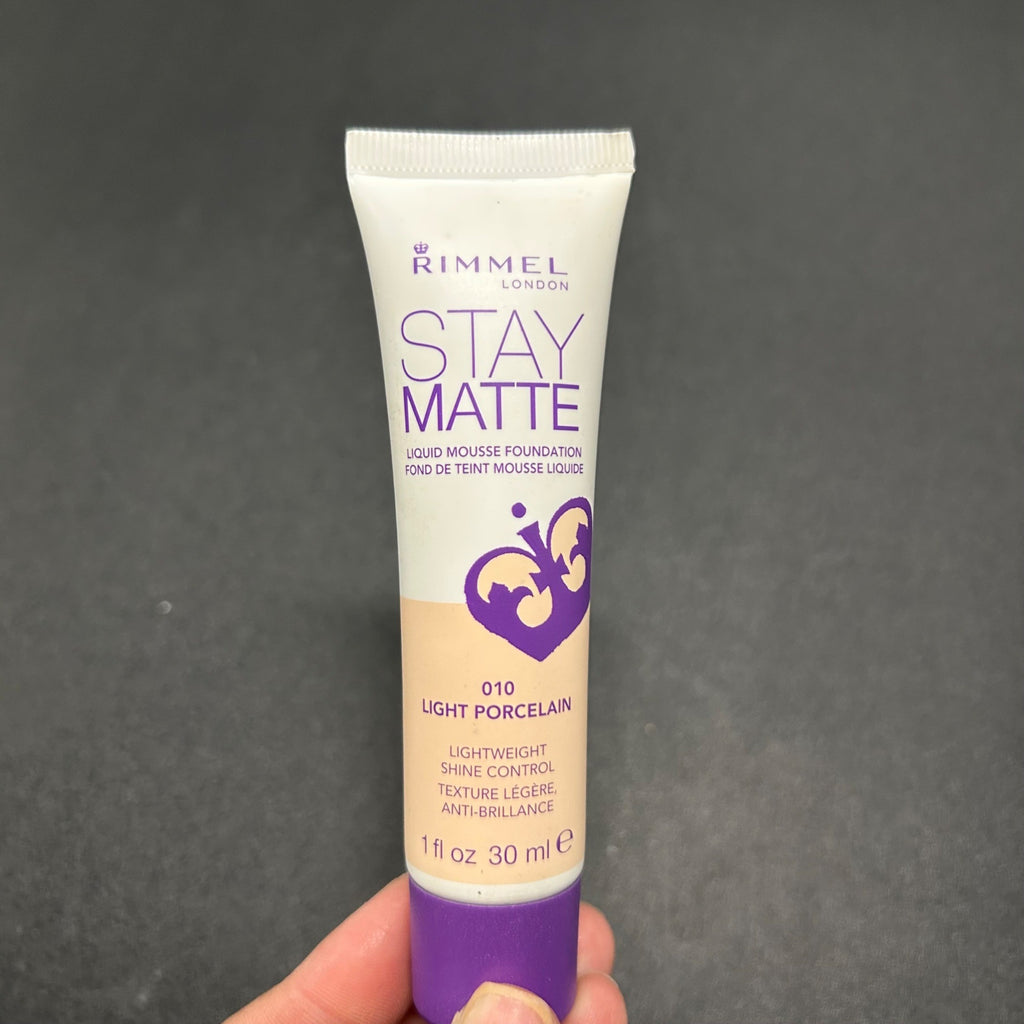 RIMMEL
LONDON
STAY
MATTE
LIQUID MOUSSE FOUNDATION
FOND DE TEINT MOUSSE LIQUIDE
010
LIGHT PORCELAIN
LIGHTWEIGHT
SHINE CONTROL
TEXTURE LÉGÈRE,
ANTI-BRILLANCE
1 fl oz 30 ml ℮